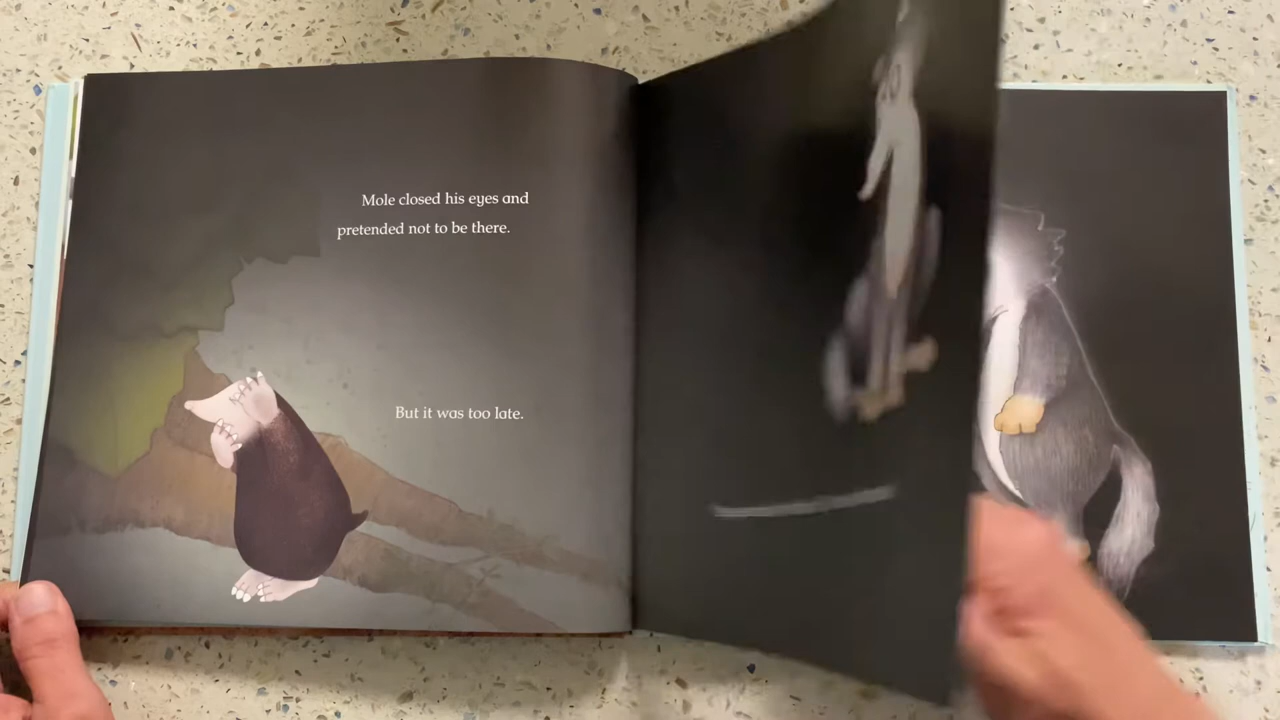 Mole closed his eyes and
pretended not to be there.
But it was too late.